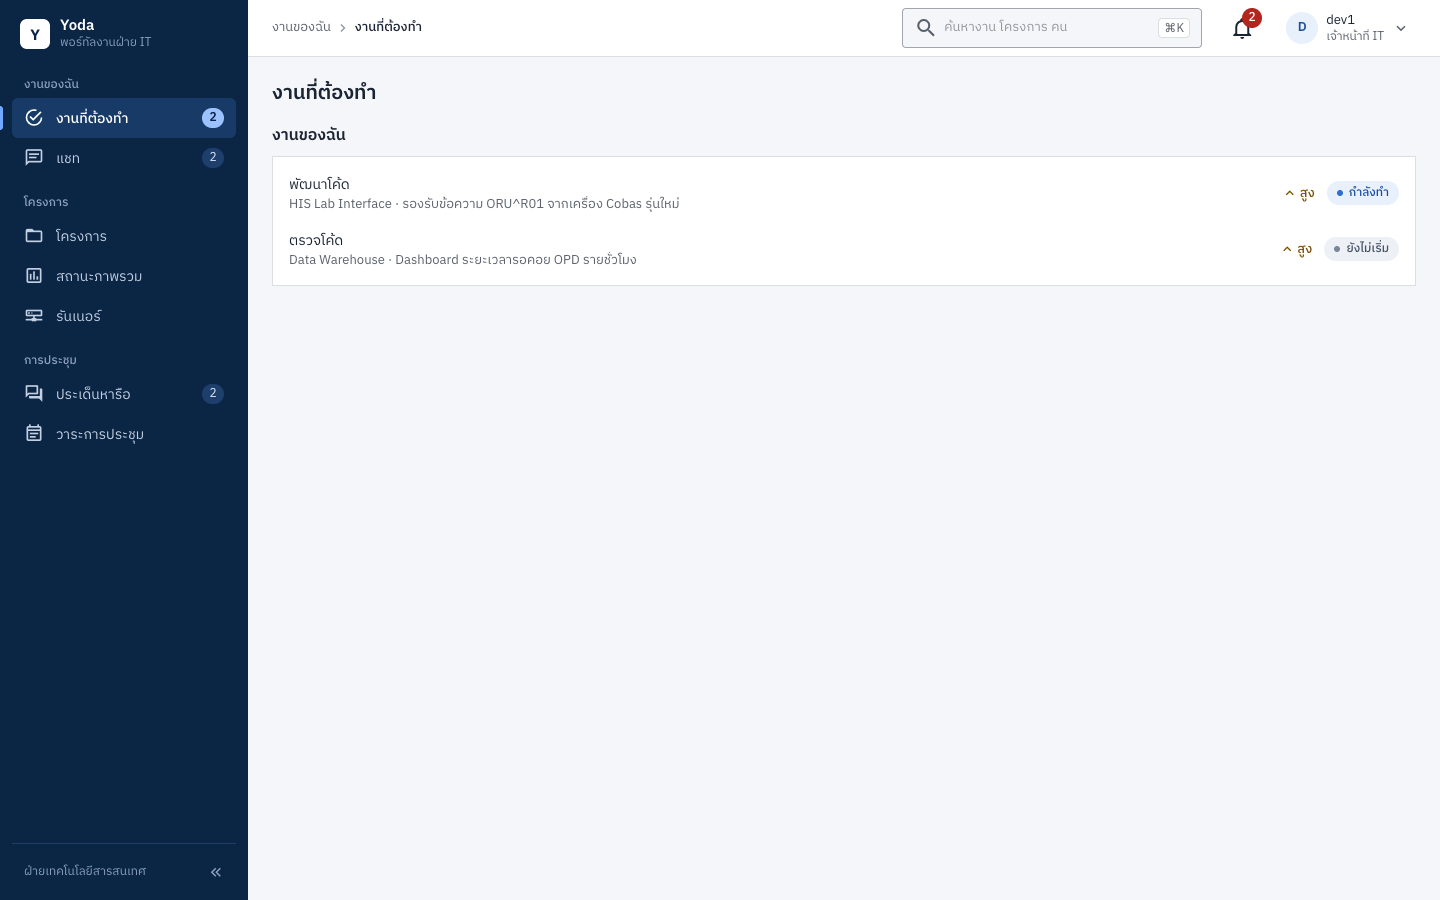 Yoda
พอร์ทัลงานฝ่าย IT
งานของฉัน
งานที่ต้องทำ 2
แชท 2
โครงการ
โครงการ
สถานะภาพรวม
รันเนอร์
การประชุม
ประเด็นหารือ 2
วาระการประชุม
ฝ่ายเทคโนโลยีสารสนเทศ
งานของฉัน งานที่ต้องทำ
ค้นหางาน โครงการ คน ⌘K
2
D dev1
เจ้าหน้าที่ IT
งานที่ต้องทำ
งานของฉัน
พัฒนาโค้ด
HIS Lab Interface · รองรับข้อความ ORU^R01 จากเครื่อง Cobas รุ่นใหม่
สูง กำลังทำ
ตรวจโค้ด
Data Warehouse · Dashboard ระยะเวลารอคอย OPD รายชั่วโมง
สูง ยังไม่เริ่ม